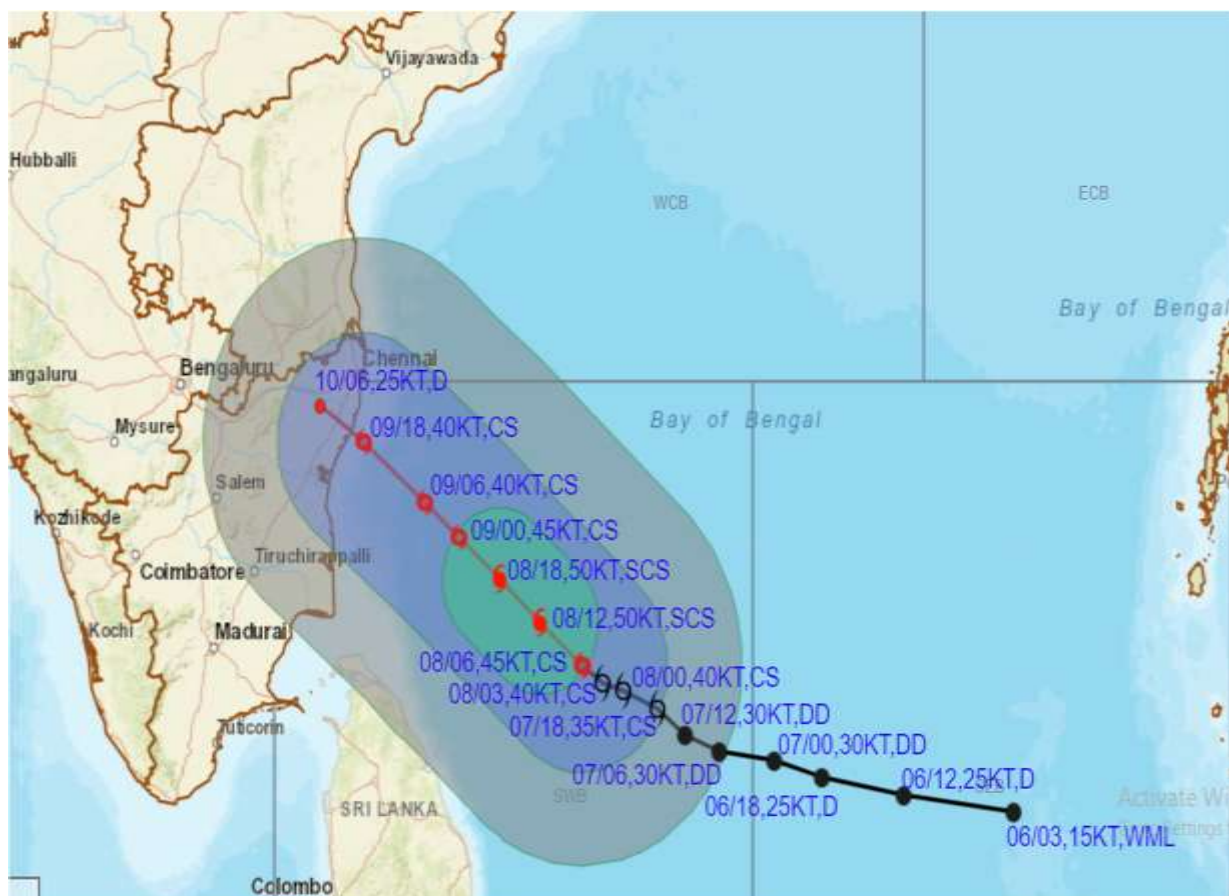 Vijayawada
Hubballi
WCB
ECB
Bay of Bengal
Chennai
Bengaluru
angaluru
10/06,25KT,D
Bay of Bengal
09/18,40KT,CS
Mysure
09/06,40KT,CS
Salem
Kozhikode
09/00,45KT,CS
Tiruchirappalli
Coimbatore
08/18,50KT,SCS
08/12,50KT,SCS
Kochi
Madurai
08/06,45KT,CS
08/00,40KT,CS
08/03,40KT,CS
07/12,30KT,DD
07/18,35KT,CS
Tuticorin
07/00,30KT,DD
07/06,30KT,DD
06/12,25KT,D
SWB
SRI LANKA
06/18,25KT,D
06/03,15KT,WML
Colombo